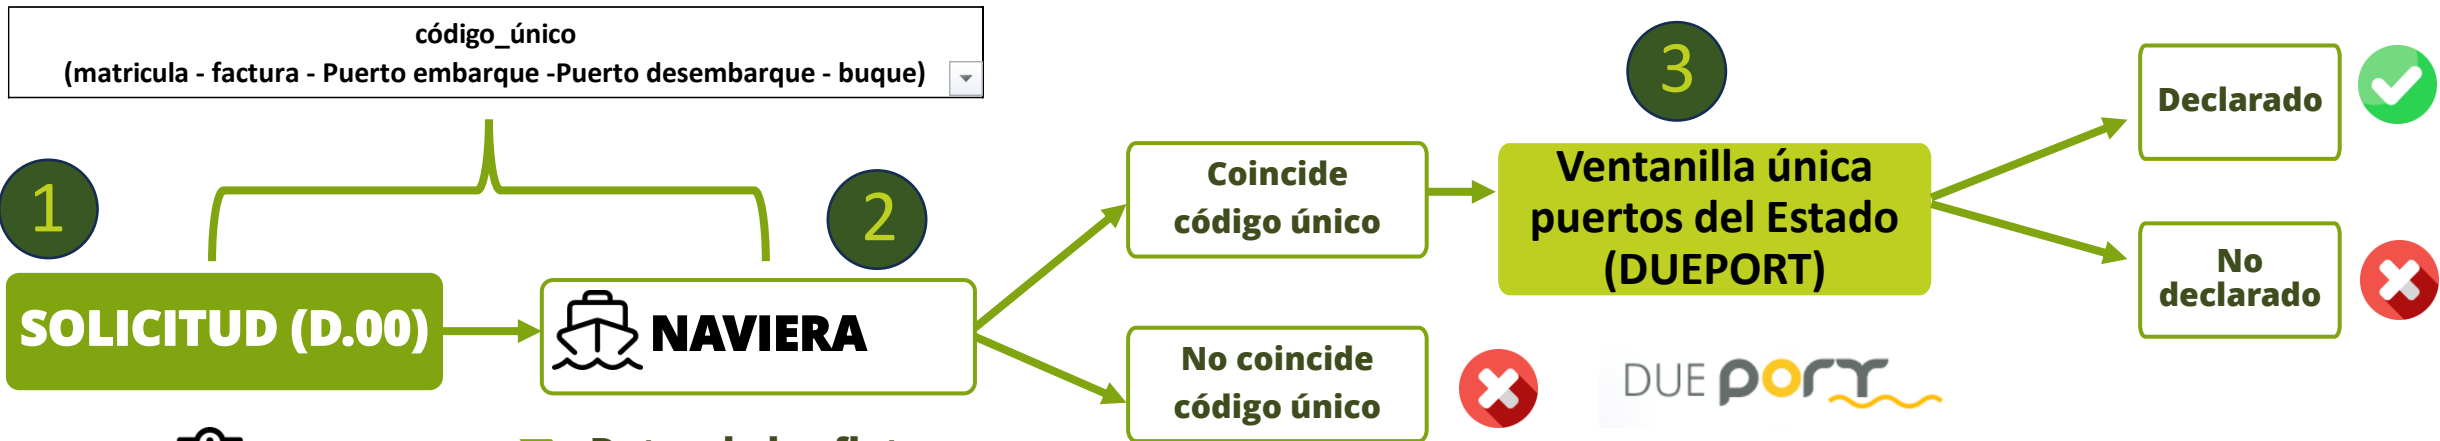 código_único
(matricula - factura - Puerto embarque -Puerto desembarque - buque)
1
2
3
SOLICITUD (D.00)
NAVIERA
Coincide
código único
No coincide
código único
Ventanilla única
puertos del Estado
(DUEPORT)
Declarado
No
declarado
DUE PORT